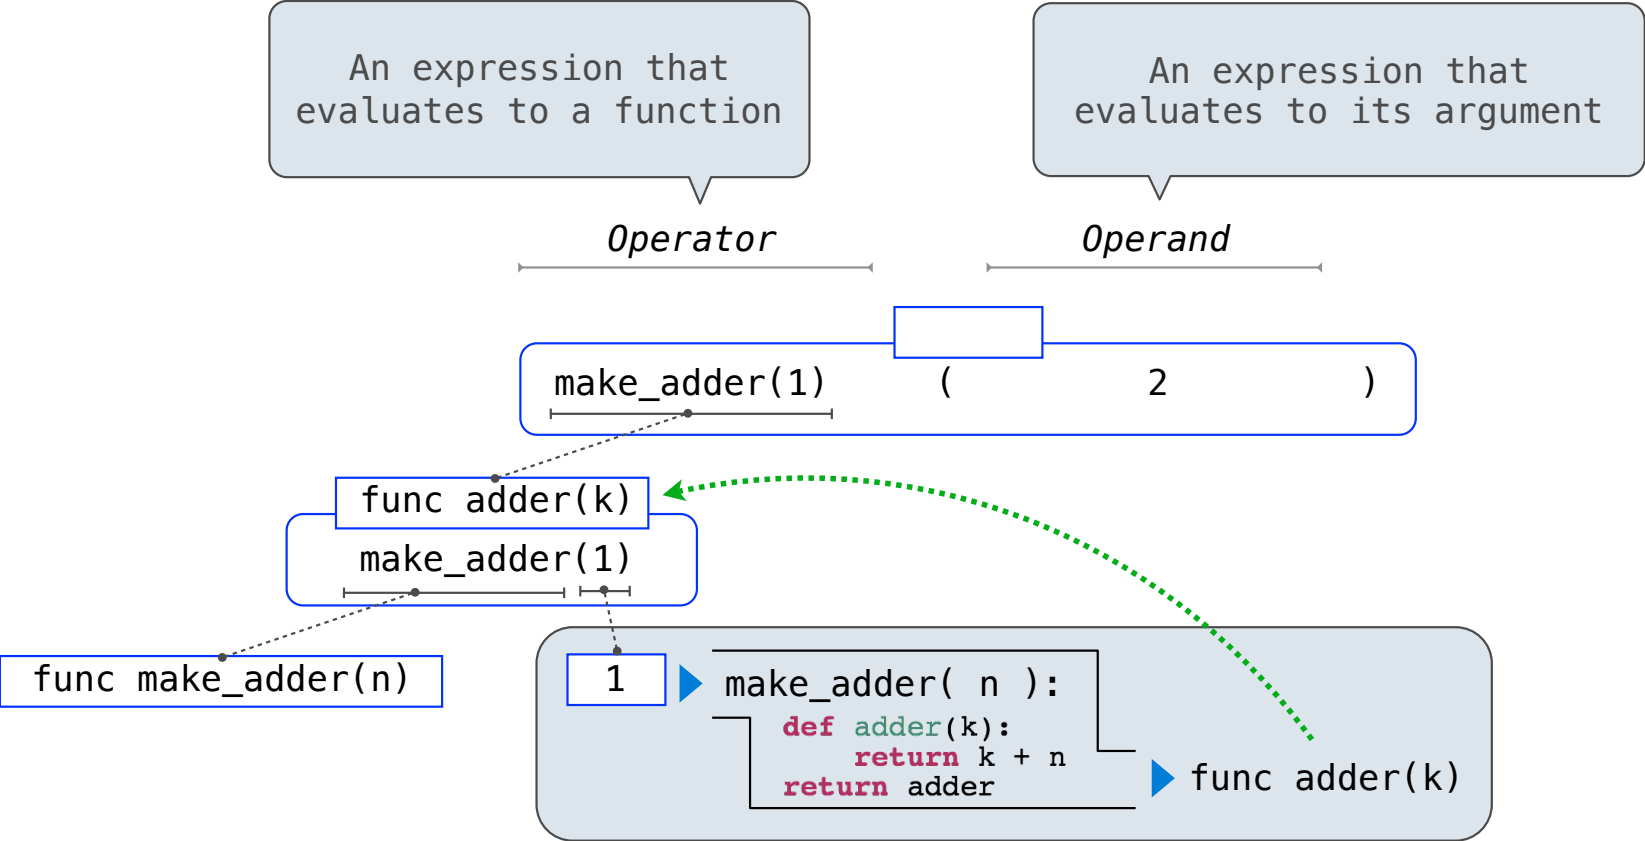 An expression that
evaluates to a function
An expression that
evaluates to its argument
Operator
Operand
make_adder(1) ( 2 )
func adder(k)
make_adder(1)
func make_adder(n)
1
make_adder( n ):
def adder(k):
return k + n
return adder
func adder(k)